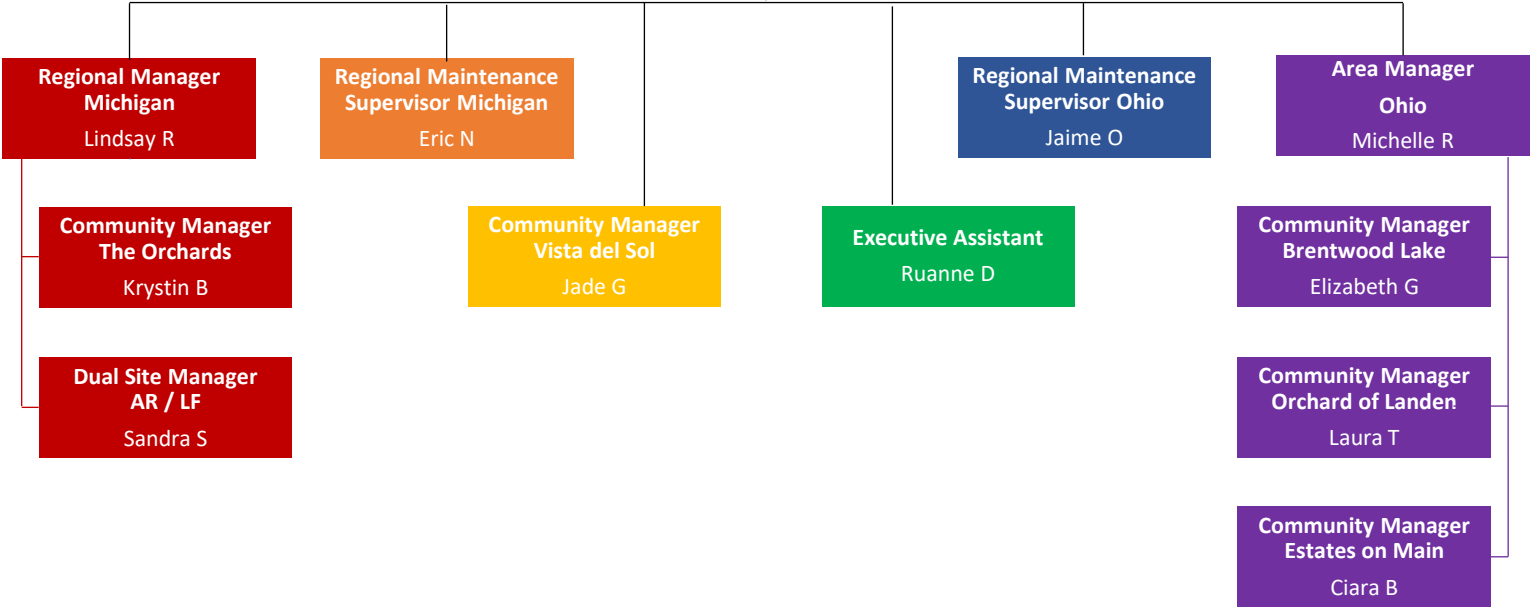 Regional Manager
Michigan
Lindsay R
Regional Maintenance
Supervisor Michigan
Eric N
Regional Maintenance
Supervisor Ohio
Jaime O
Area Manager
Ohio
Michelle R
Community Manager
The Orchards
Krystin B
Community Manager
Vista del Sol
Jade G
Executive Assistant
Ruanne D
Community Manager
Brentwood Lake
Elizabeth G
Dual Site Manager
AR / LF
Sandra S
Community Manager
Orchard of Landen
Laura T
Community Manager
Estates on Main
Ciara B